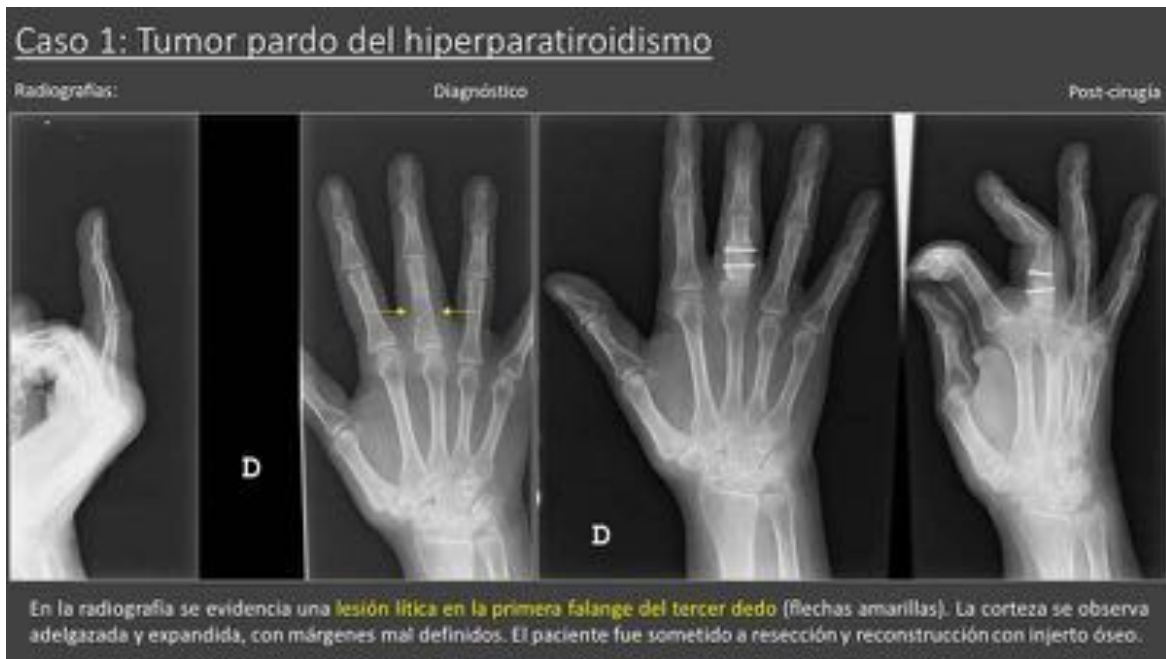 Caso 1: Tumor pardo del hiperparatiroidismo
Radiografías:
Diagnóstico
Post-cirugía
D
D
En la radiografía se evidencia una lesión lítica en la primera falange del tercer dedo (flechas amarillas). La corteza se observa
adelgazada y expandida, con márgenes mal definidos. El paciente fue sometido a resección y reconstrucción con injerto óseo.